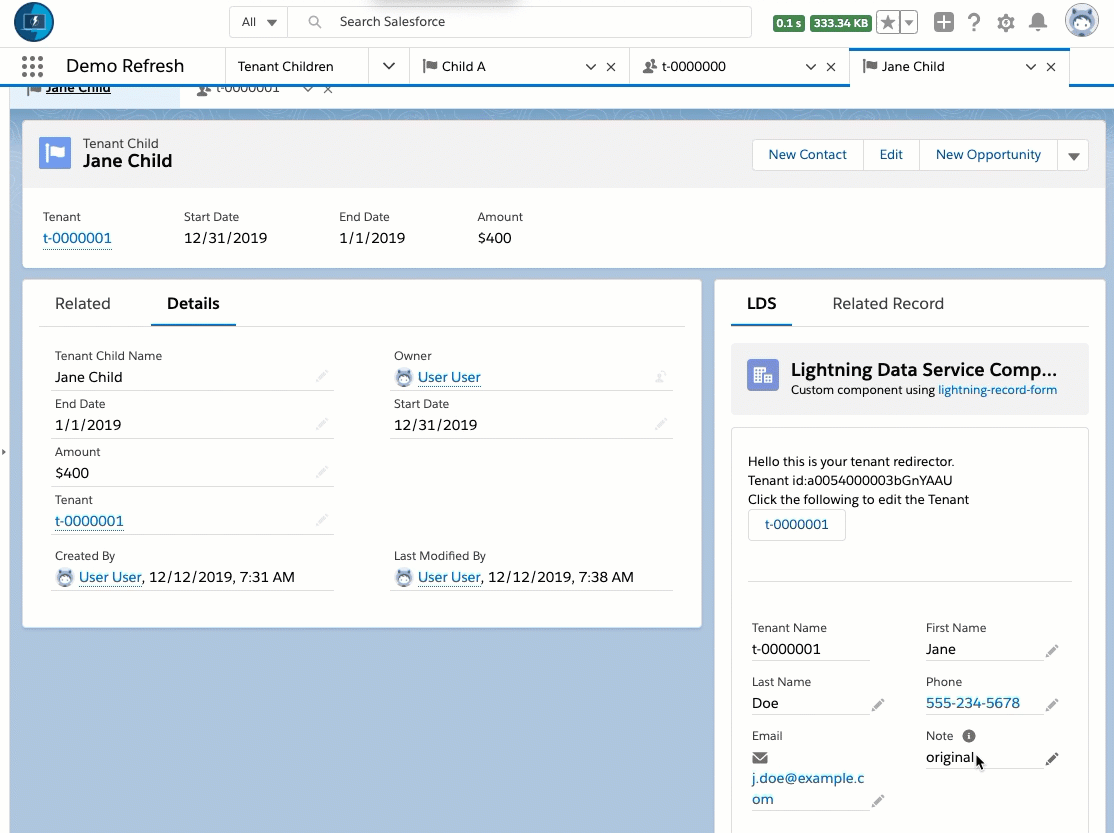 All
Search Salesforce
0.1 s
333.34 KB
Demo Refresh
Tenant Children
Child A
t-0000000
Jane Child
Jane Child
t-0000001
Tenant Child
Jane Child
New Contact
Edit
New Opportunity
Tenant
Start Date
End Date
Amount
t-0000001
12/31/2019
1/1/2019
$400
Related
Details
Tenant Child Name
Jane Child
Owner
User User
End Date
1/1/2019
Start Date
12/31/2019
Amount
$400
Tenant
t-0000001
Created By
User User, 12/12/2019, 7:31 AM
Last Modified By
User User, 12/12/2019, 7:38 AM
LDS
Related Record
Lightning Data Service Comp...
Custom component using lightning-record-form
Hello this is your tenant redirector.
Tenant id:a0054000003bGnYAAU
Click the following to edit the Tenant
t-0000001
Tenant Name
t-0000001
First Name
Jane
Last Name
Doe
Phone
555-234-5678
Email
j.doe@example.c
om
Note
original